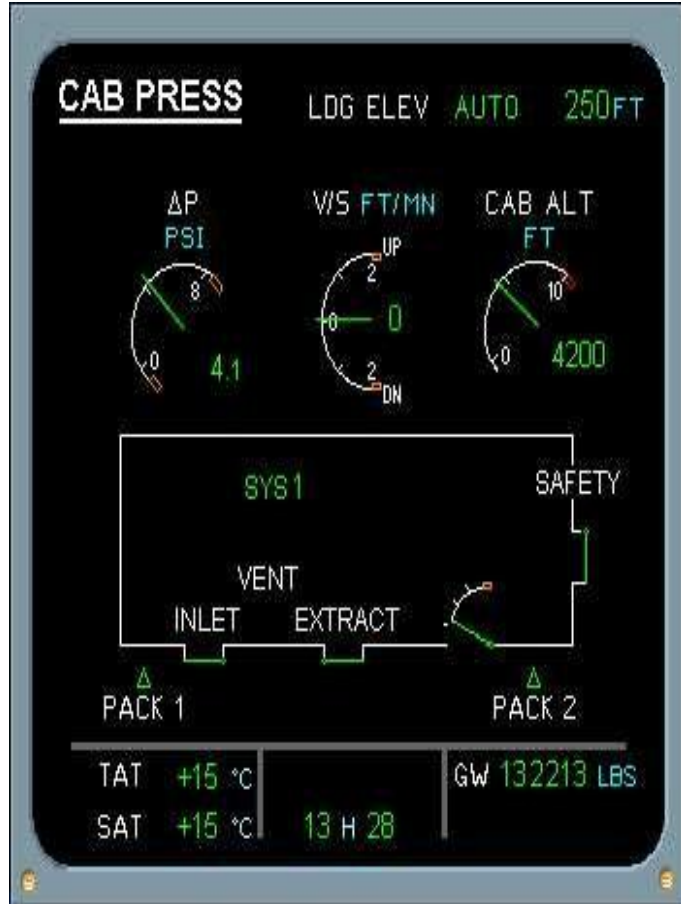 CAB PRESS LDG ELEV AUTO 250FT
ΔP V/S FT/MN CAB ALT
PSI FT
UP
8 2 10
0 0
0 4.1 2 0 4200
DN
SYS1 SAFETY
VENT
INLET EXTRACT
Δ Δ
PACK 1 PACK 2
TAT +15 °C GW 132213 LBS
SAT +15 °C 13 H 28